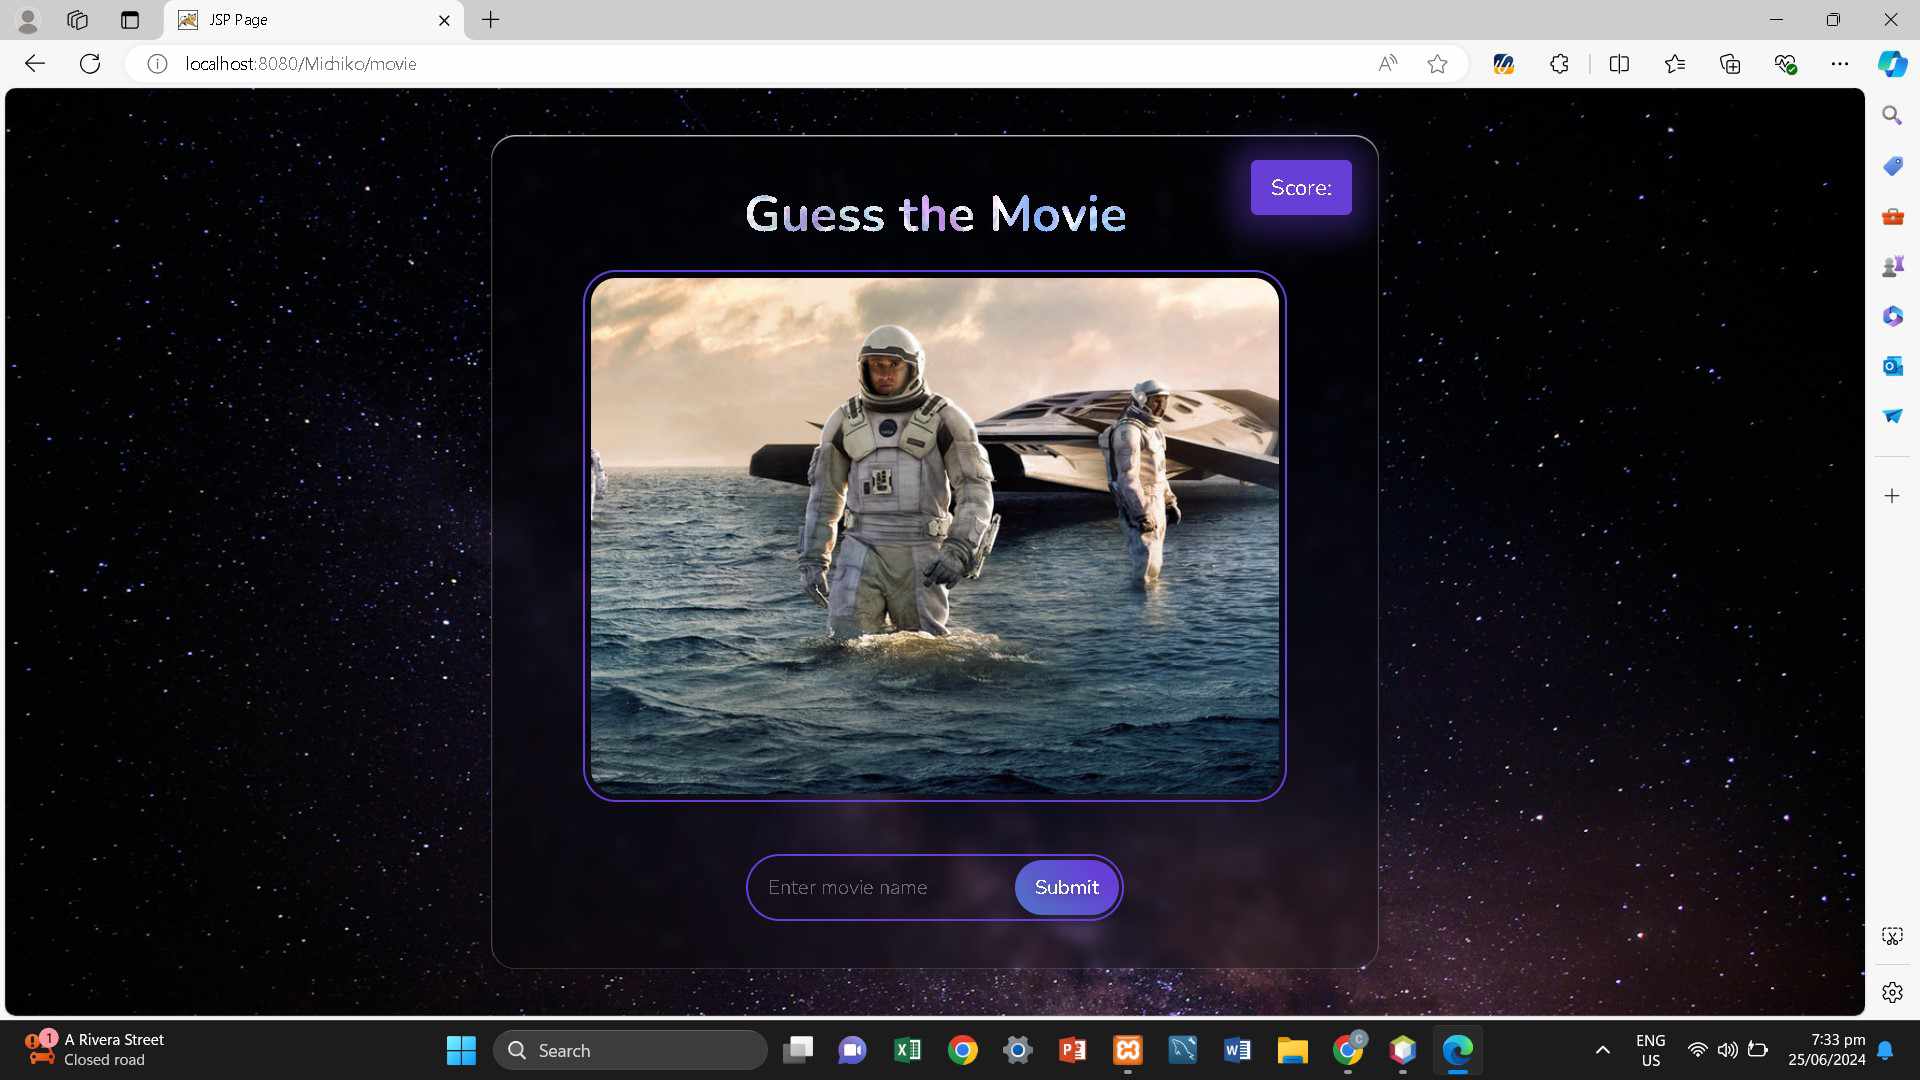 JSP Page
localhost:8080/Michiko/movie
Score:
Guess the Movie
Enter movie name
Submit
1
A Rivera Street
Closed road
Search
ENG
US
7:33 pm
25/06/2024